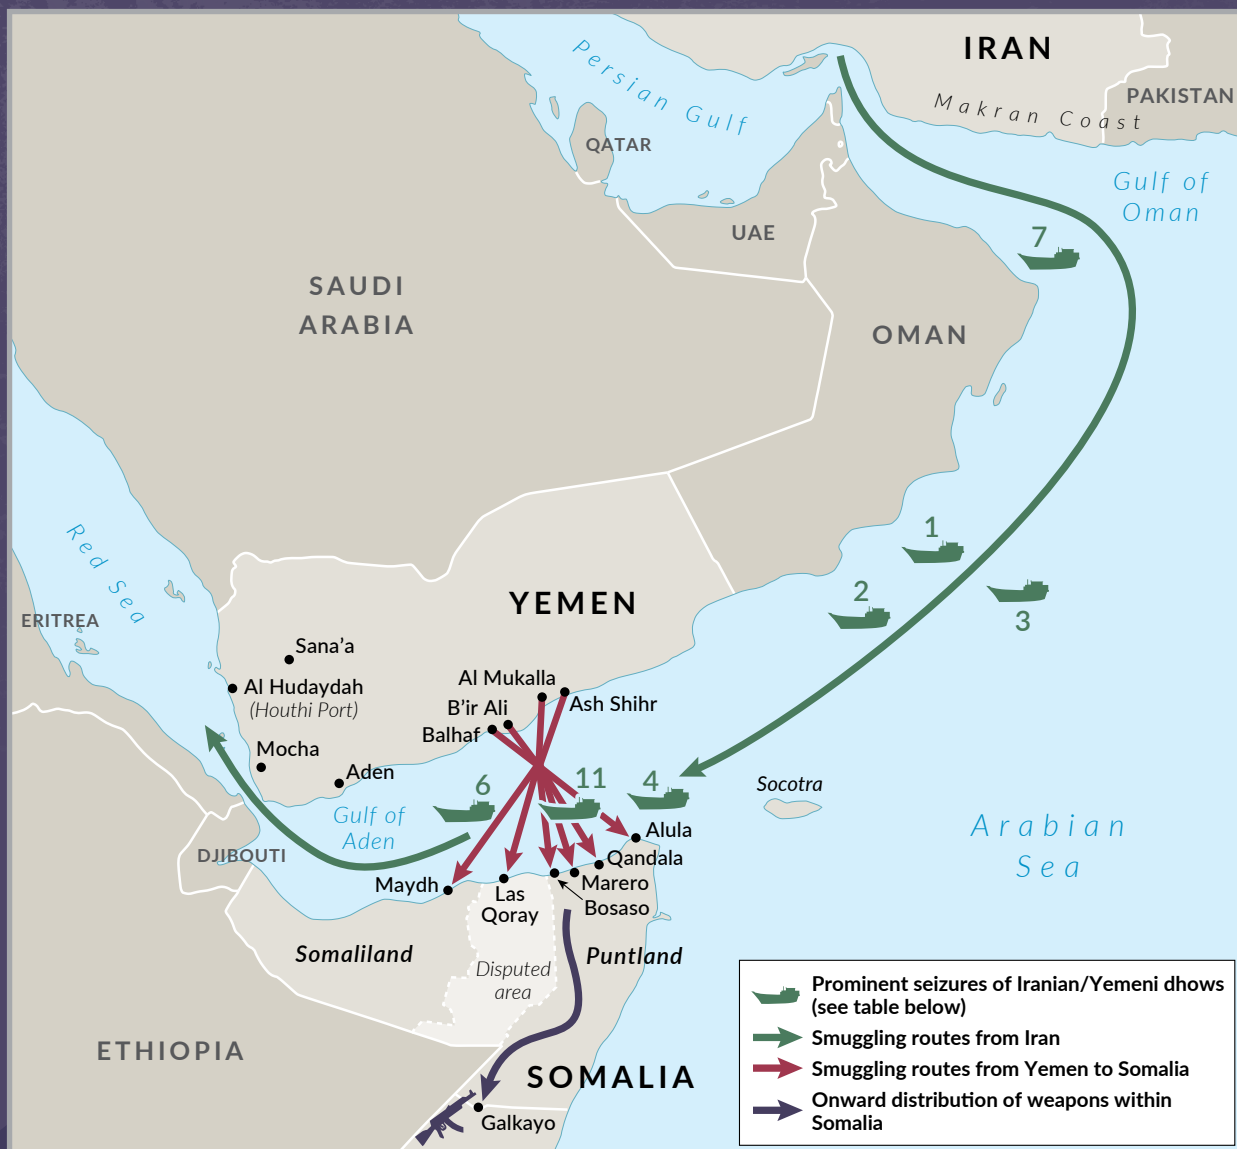 IRAN
Persian Gulf
Makran Coast
PAKISTAN
QATAR
Gulf of
Oman
UAE
7
SAUDI
ARABIA
OMAN
Red Sea
1
2
3
YEMEN
ERITREA
Sana’a
Al Hudaydah
(Houthi Port)
Al Mukalla
Ash Shihr
B’ir Ali
Balhaf
Mocha
Aden
6
11
4
Socotra
Gulf of
Aden
Arabian
Sea
Alula
DJIBOUTI
Qandala
Maydh
Las
Qoray
Marero
Bosaso
Somaliland
Puntland
Disputed
area
ETHIOPIA
SOMALIA
Galkayo
Prominent seizures of Iranian/Yemeni dhows
(see table below)
Smuggling routes from Iran
Smuggling routes from Yemen to Somalia
Onward distribution of weapons within
Somalia